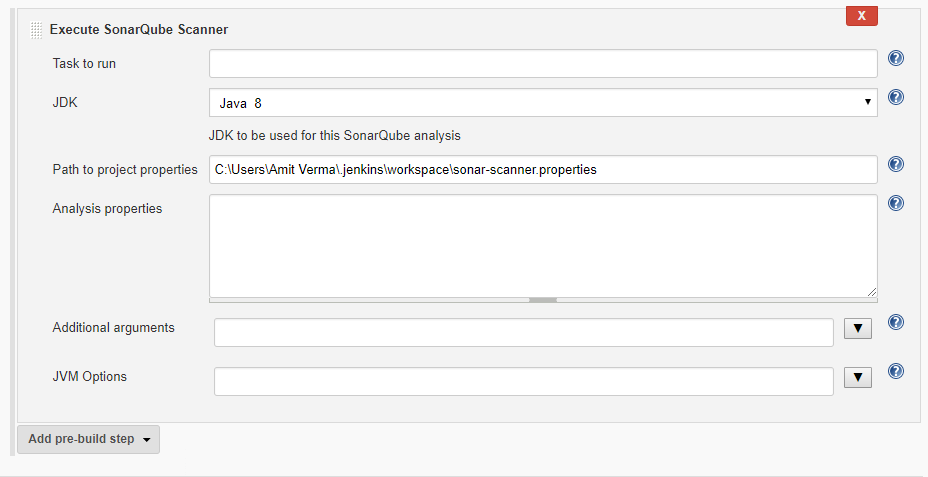 X
Execute SonarQube Scanner
Task to run
?
JDK
Java 8
?
JDK to be used for this SonarQube analysis
Path to project properties
C:\Users\Amit Verma\.jenkins\workspace\sonar-scanner.properties
?
Analysis properties
?
Additional arguments
?
JVM Options
?
Add pre-build step